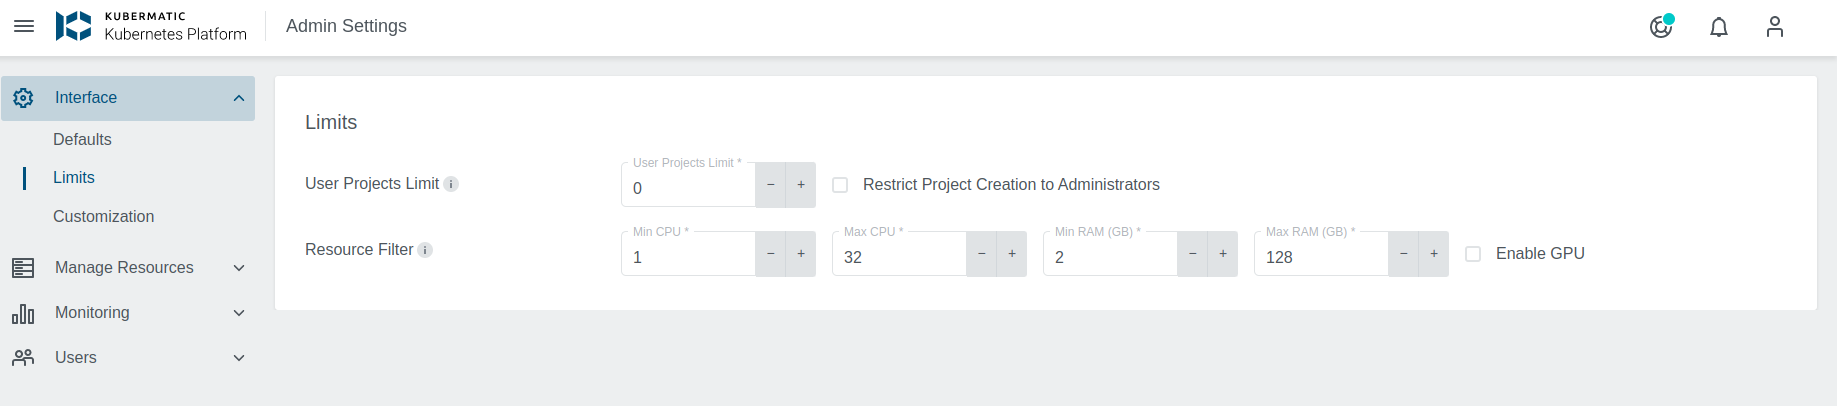 KUBERMATIC
Kubernetes Platform
Admin Settings
Interface
Defaults
Limits
Customization
Manage Resources
Monitoring
Users
Limits
User Projects Limit i
User Projects Limit *
0 − +
Restrict Project Creation to Administrators
Resource Filter i
Min CPU *
1 − +
Max CPU *
32 − +
Min RAM (GB) *
2 − +
Max RAM (GB) *
128 − +
Enable GPU